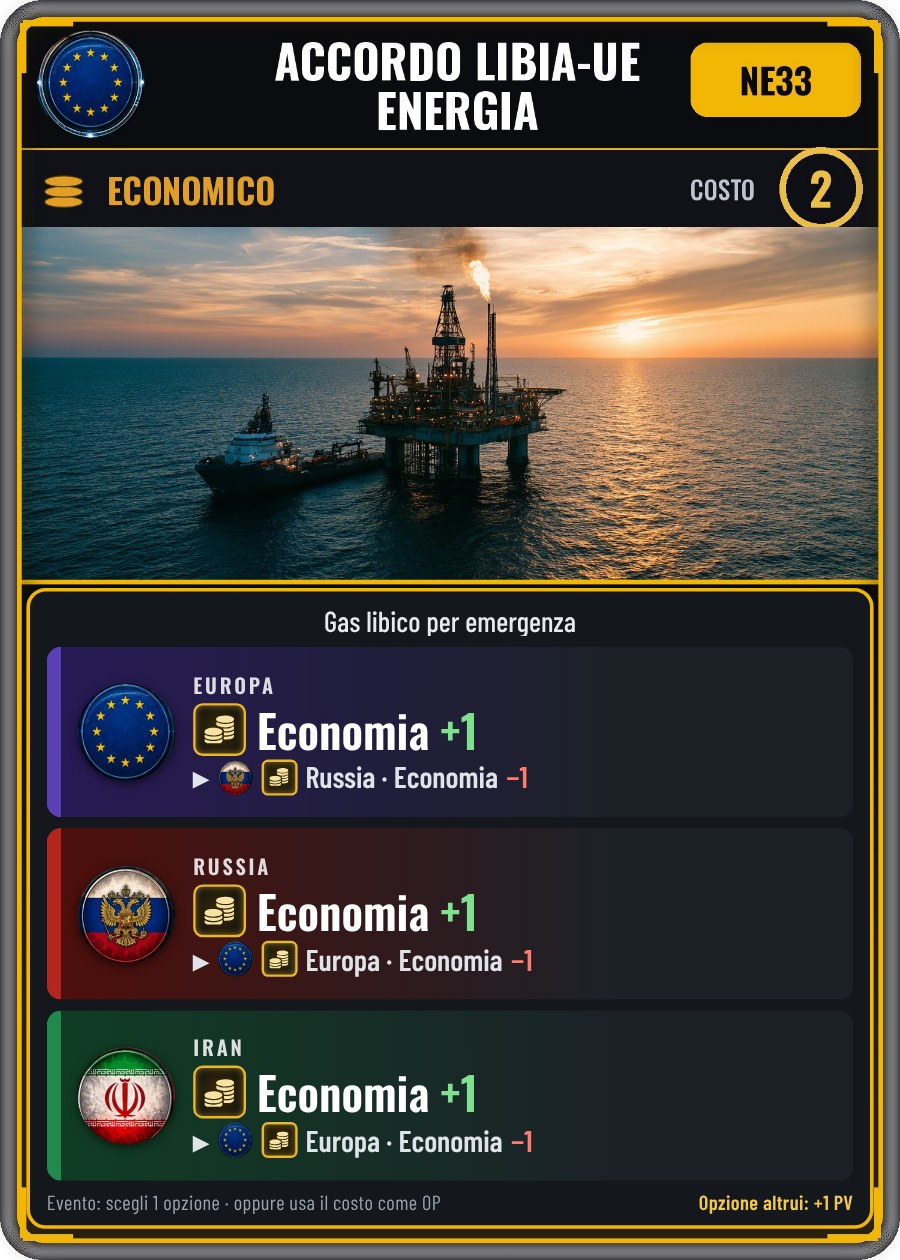 ACCORDO LIBIA-UE
ENERGIA
NE33
ECONOMICO
COSTO
2
Gas libico per emergenza
EUROPA
Economia +1
▶ Russia · Economia −1
RUSSIA
Economia +1
▶ Europa · Economia −1
IRAN
Economia +1
▶ Europa · Economia −1
Evento: scegli 1 opzione · oppure usa il costo come OP
Opzione altrui: +1 PV